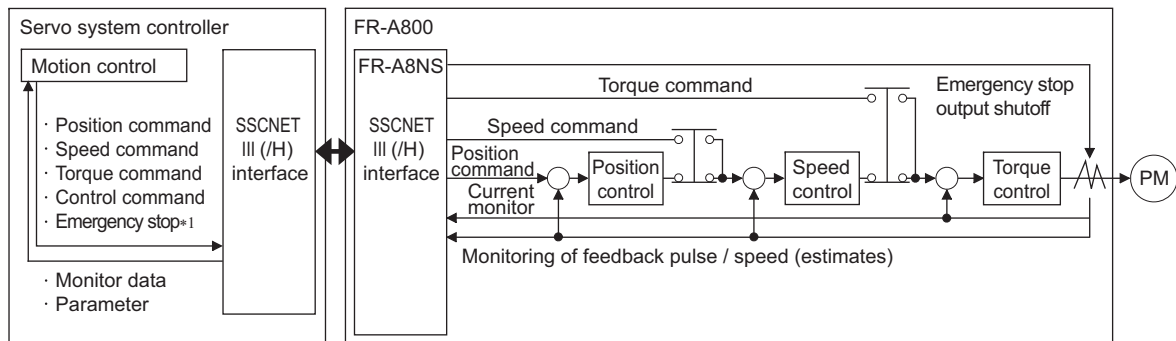 Servo system controller
Motion control
· Position command
· Speed command
· Torque command
· Control command
· Emergency stop*1
· Monitor data
· Parameter
SSCNET
III (/H)
interface
FR-A800
FR-A8NS
SSCNET
III (/H)
interface
Torque command
Speed command
Position
command
Current
monitor
Position
control
Speed
control
Torque
control
Emergency stop
output shutoff
PM
Monitoring of feedback pulse / speed (estimates)